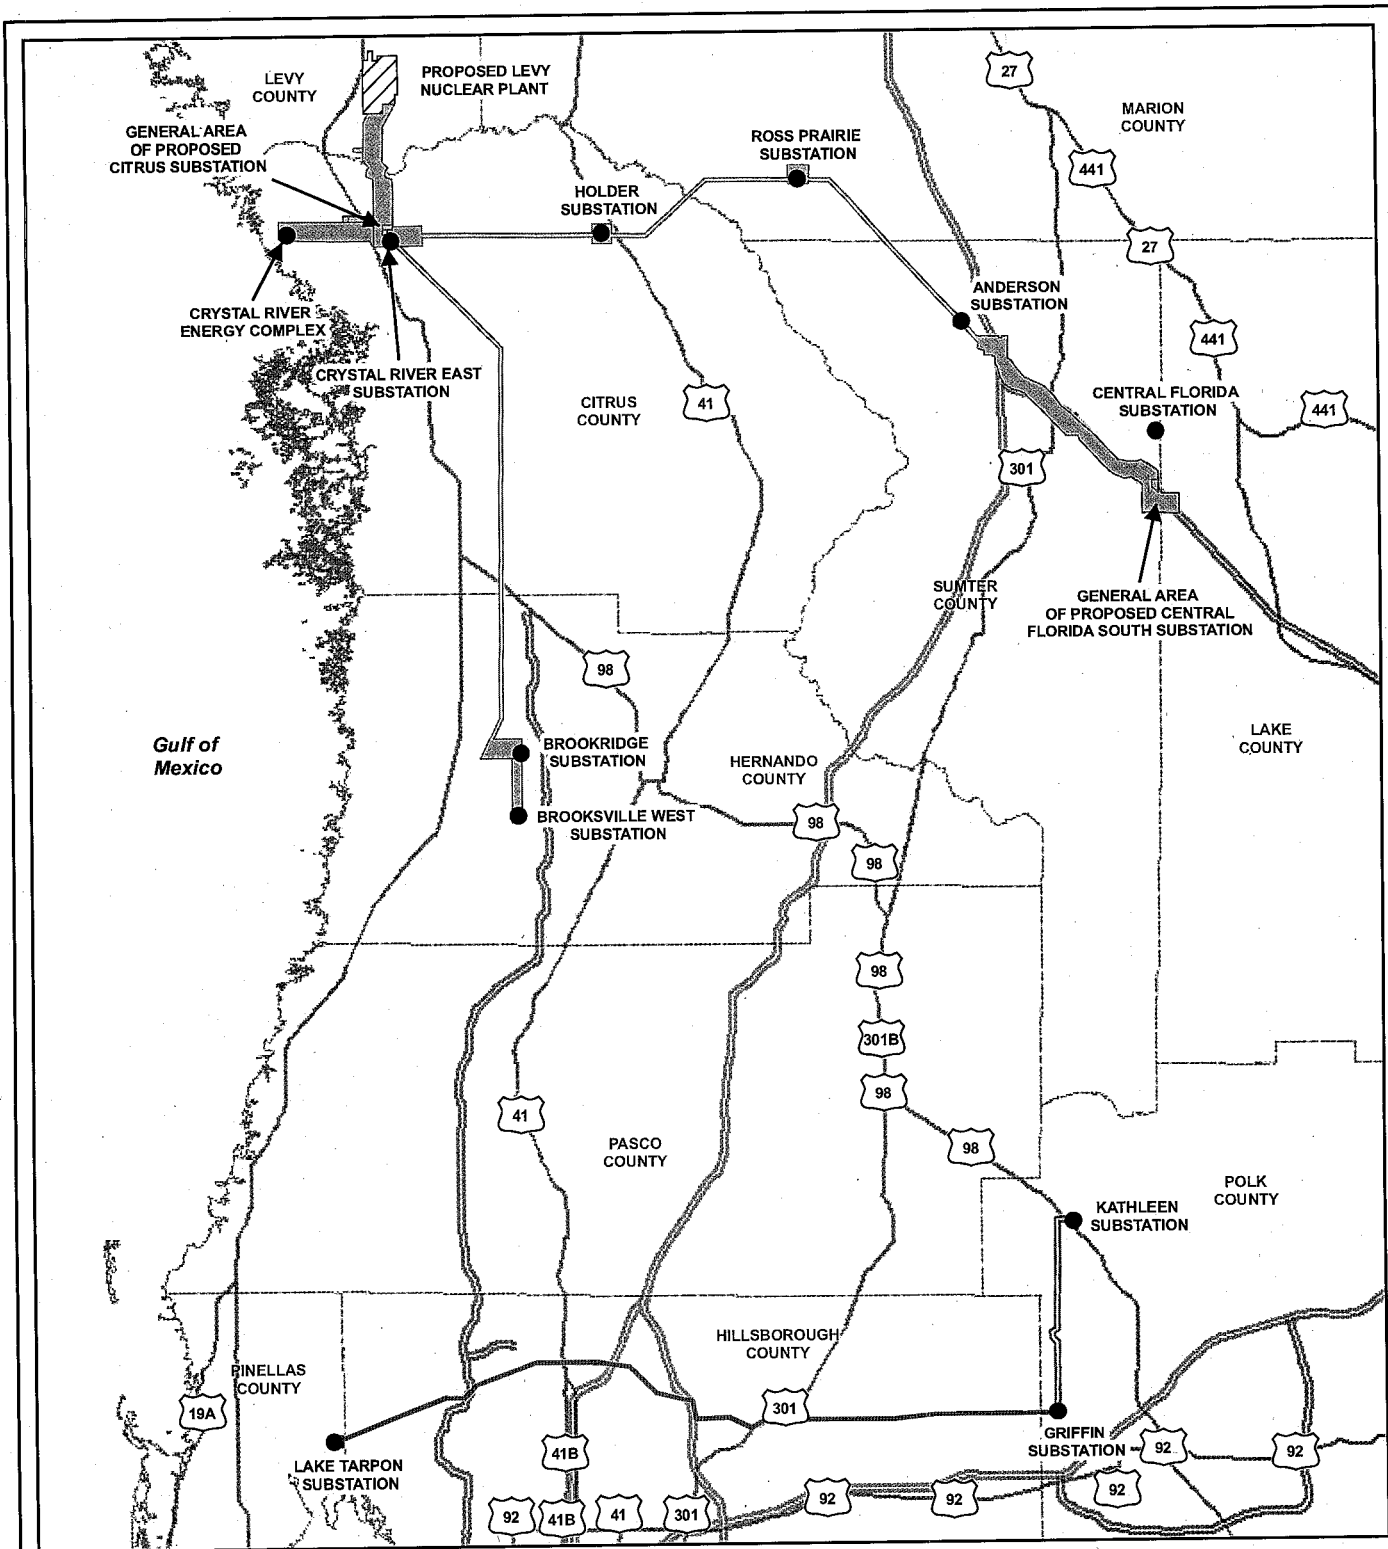 LEVY
COUNTY
PROPOSED LEVY
NUCLEAR PLANT
27
MARION
COUNTY
GENERAL AREA
OF PROPOSED
CITRUS SUBSTATION
ROSS PRAIRIE
SUBSTATION
441
HOLDER
SUBSTATION
27
ANDERSON
SUBSTATION
CRYSTAL RIVER
ENERGY COMPLEX
441
CRYSTAL RIVER EAST
SUBSTATION
CITRUS
COUNTY
41
CENTRAL FLORIDA
SUBSTATION
441
301
SUMTER
COUNTY
GENERAL AREA
OF PROPOSED CENTRAL
FLORIDA SOUTH SUBSTATION
98
Gulf of
Mexico
BROOKRIDGE
SUBSTATION
HERNANDO
COUNTY
LAKE
COUNTY
BROOKSVILLE WEST
SUBSTATION
98
98
98
301B
98
41
PASCO
COUNTY
98
POLK
COUNTY
KATHLEEN
SUBSTATION
HILLSBOROUGH
COUNTY
PINELLAS
COUNTY
19A
301
GRIFFIN
SUBSTATION
LAKE TARPON
SUBSTATION
41B
92
92
92
41B
41
301
92
92
92